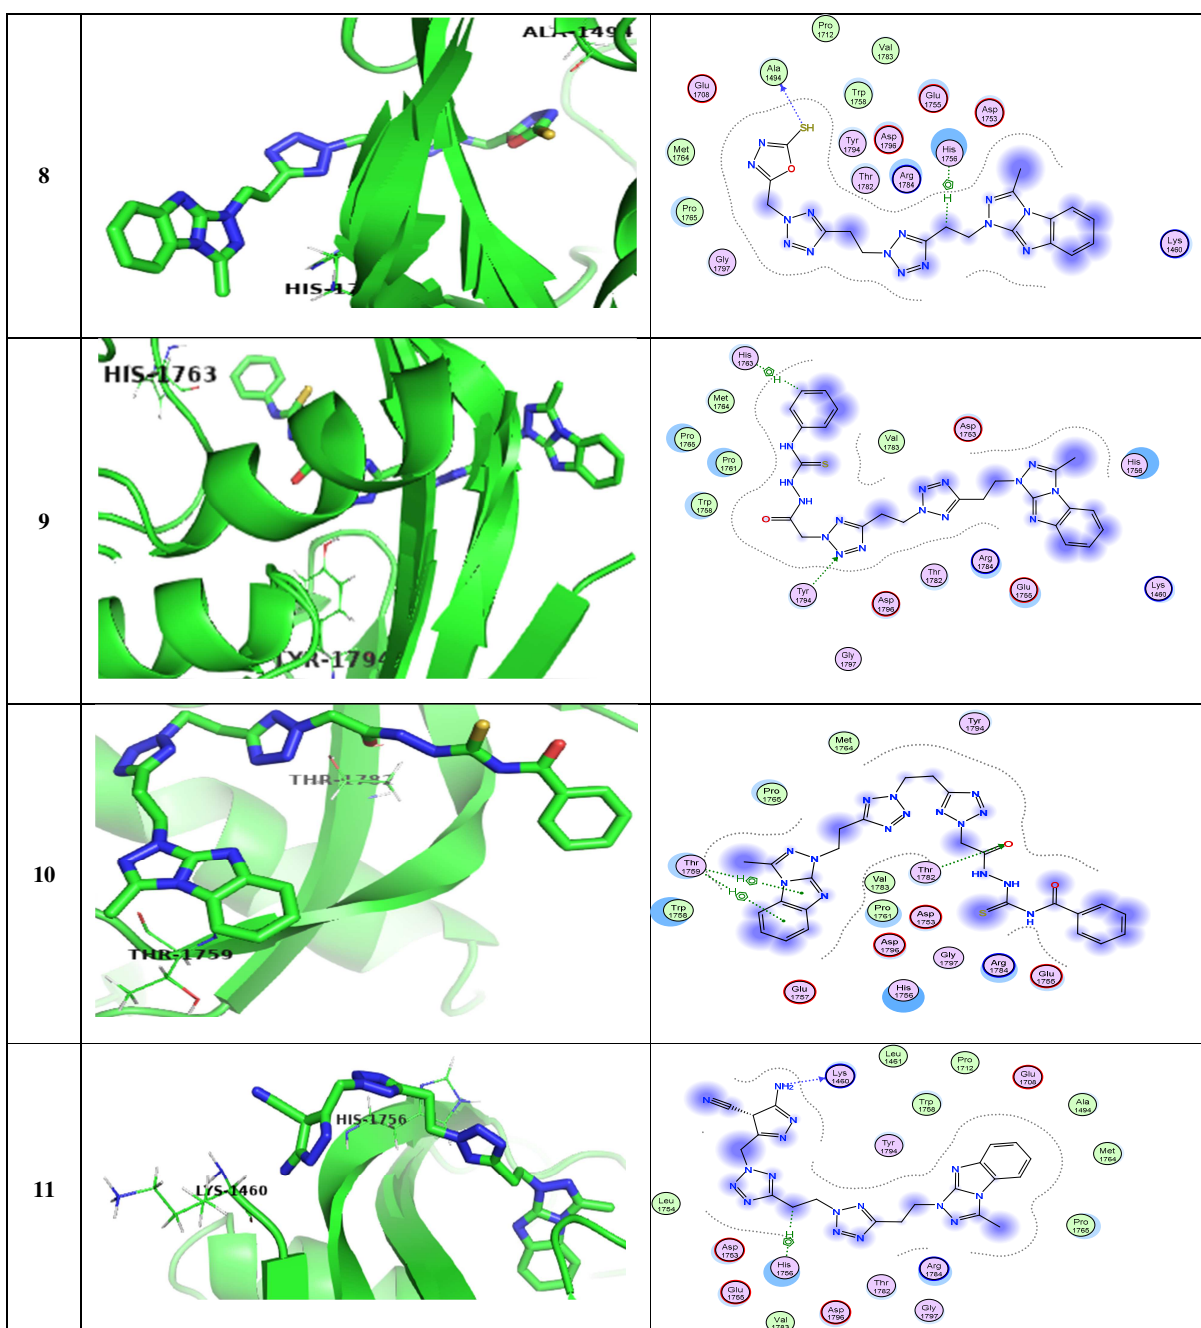 8
ALA-1494
HIS-17
Pro
1712
Val
1783
Ala
1494
Glu
1708
Trp
1758
Glu
1755
Asp
1753
SH
Tyr
1794
Asp
1796
His
1756
Met
1764
N
N
O
Thr
1782
Arg
1784
H
Pro
1765
Lys
1460
Gly
1797
9
HIS-1763
TYR-1794
His
1763
H
Met
1764
Pro
1765
Pro
1761
HN
Val
1783
Asp
1753
His
1756
S
Trp
1758
HN
NH
O
Tyr
1794
Asp
1796
Thr
1782
Arg
1784
Glu
1755
Lys
1460
Gly
1797
10
THR-1782
THR-1759
Tyr
1794
Met
1764
Pro
1765
Thr
1759
H
H
Val
1783
Thr
1782
O
HN
NH
O
S
N
H
Trp
1758
Pro
1761
Asp
1753
Asp
1796
Gly
1797
Arg
1784
Glu
1755
Glu
1757
His
1756
11
HIS-1756
LYS-1460
Leu
1461
Pro
1712
Lys
1460
Glu
1708
NH2
N
Trp
1758
Ala
1494
Tyr
1794
Met
1764
Leu
1754
Pro
1765
H
Asp
1753
His
1756
Arg
1784
Glu
1755
Thr
1782
Asp
1796
Gly
1797
Val
1783